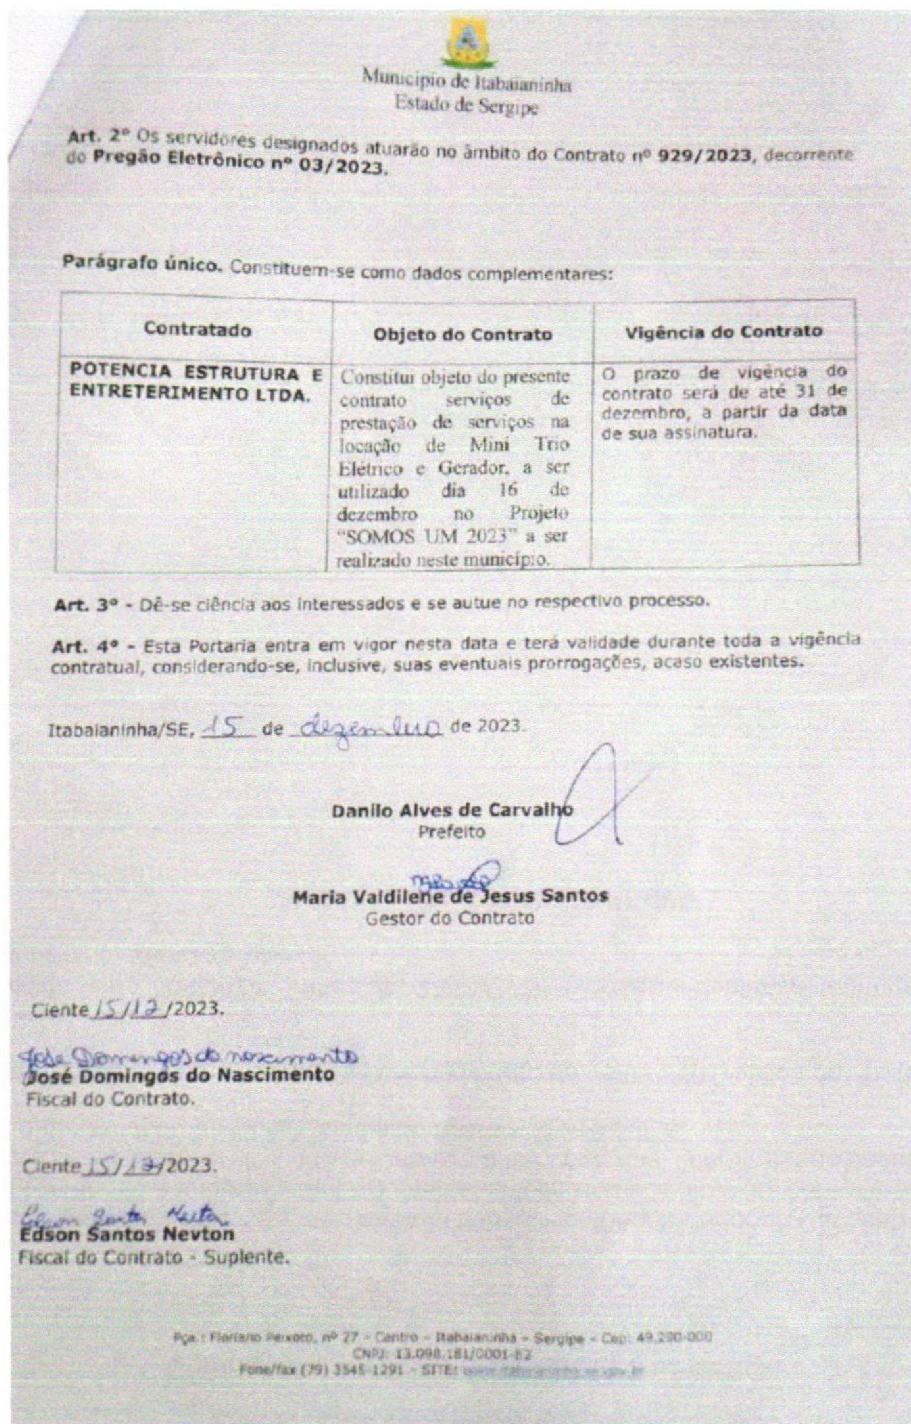 Município de Itabaianinha
Estado de Sergipe
Art. 2º Os servidores designados atuarão no âmbito do Contrato nº 929/2023, decorrente
do Pregão Eletrônico nº 03/2023.
Parágrafo único. Constituem-se como dados complementares:
Contratado
Objeto do Contrato
Vigência do Contrato
POTENCIA ESTRUTURA E
ENTRETERIMENTO LTDA.
Constitui objeto do presente
contrato serviços de
prestação de serviços na
locação de Mini Trio
Elétrico e Gerador, a ser
utilizado dia 16 de
dezembro no Projeto
"SOMOS UM 2023" a ser
realizado neste município.
O prazo de vigência do
contrato será de até 31 de
dezembro, a partir da data
de sua assinatura.
Art. 3º - Dê-se ciência aos interessados e se autue no respectivo processo.
Art. 4º - Esta Portaria entra em vigor nesta data e terá validade durante toda a vigência
contratual, considerando-se, inclusive, suas eventuais prorrogações, acaso existentes.
Itabaianinha/SE, 15 de dezembro de 2023.
Danilo Alves de Carvalho
Prefeito
Maria Valdilene de Jesus Santos
Gestor do Contrato
Ciente 15/12/2023.
José Domingos do nascimento
José Domingos do Nascimento
Fiscal do Contrato.
Ciente 15/12/2023.
Edson Santos Nevton
Fiscal do Contrato - Suplente.
Pça.: Floriano Peixoto, nº 27 - Centro - Itabaianinha - Sergipe - Cep: 49.290-000
CNPJ: 13.098.181/0001-82
Fone/fax (79) 3545-1291 - SITE: www.itabaianinha.se.gov.br